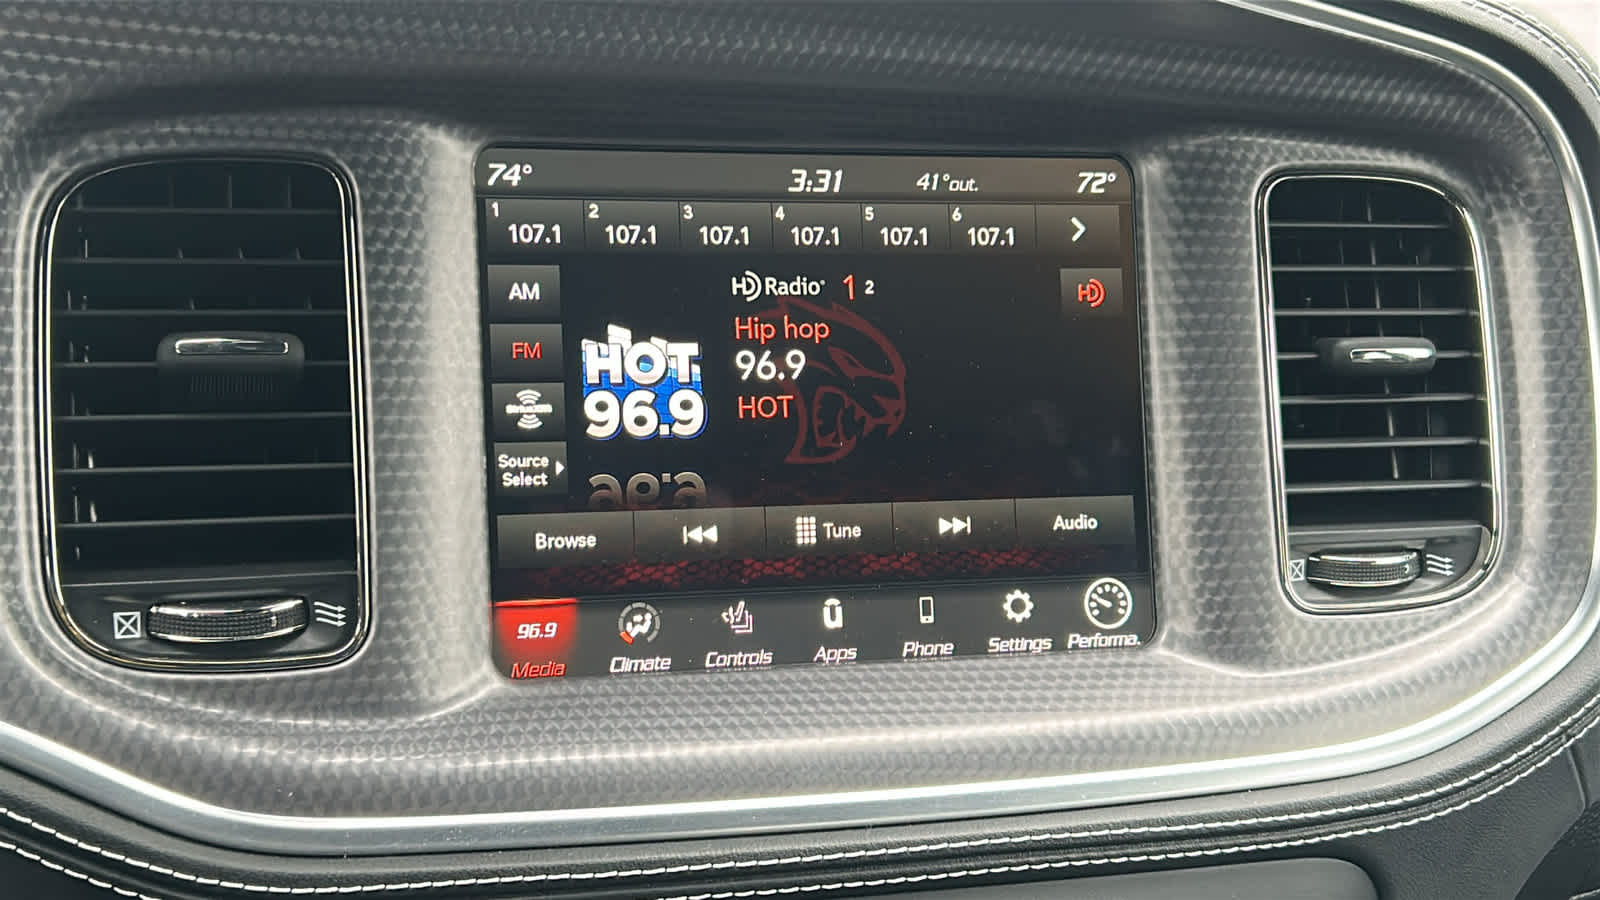 74° 3:31 41°out. 72°
1 107.1 2 107.1 3 107.1 4 107.1 5 107.1 6 107.1
AM
HD Radio 1 2
HD
Hip hop
FM
HOT
96.9
96.9
HOT
SiriusXM
Source
Select
Browse Tune Audio
96.9
Media Climate Controls Apps Phone Settings Performa.